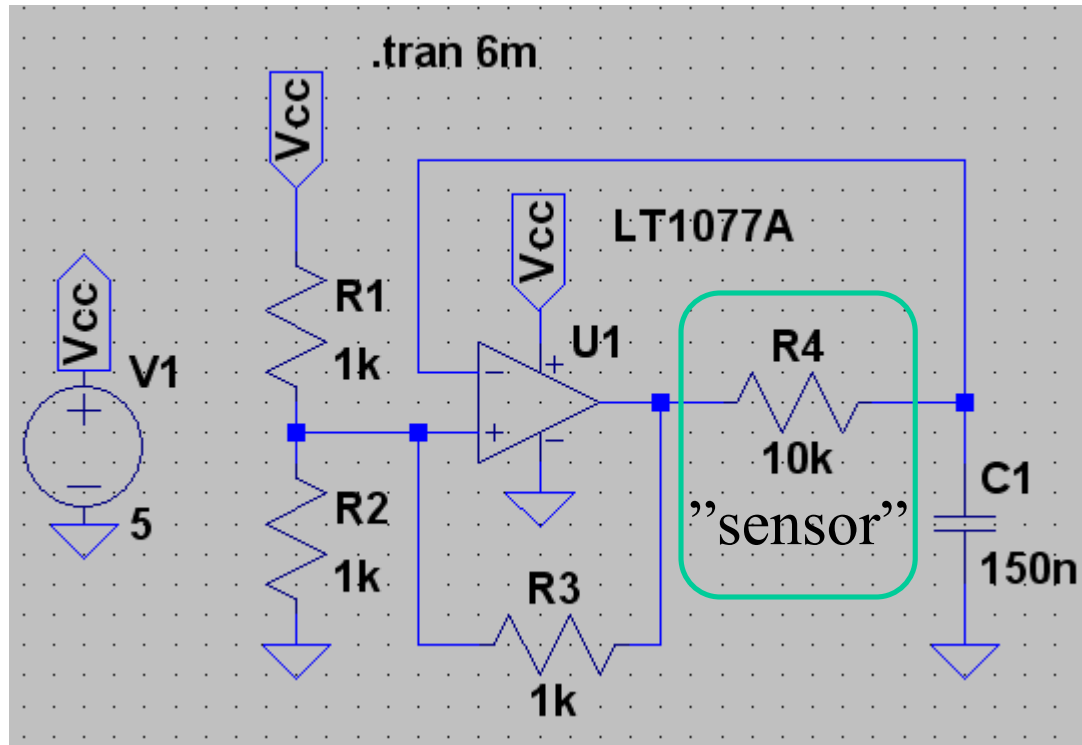 .tran 6m
Vcc
Vcc
LT1077A
Vcc
R1
1k
U1
R4
10k
V1
5
R2
1k
”sensor”
C1
150n
R3
1k